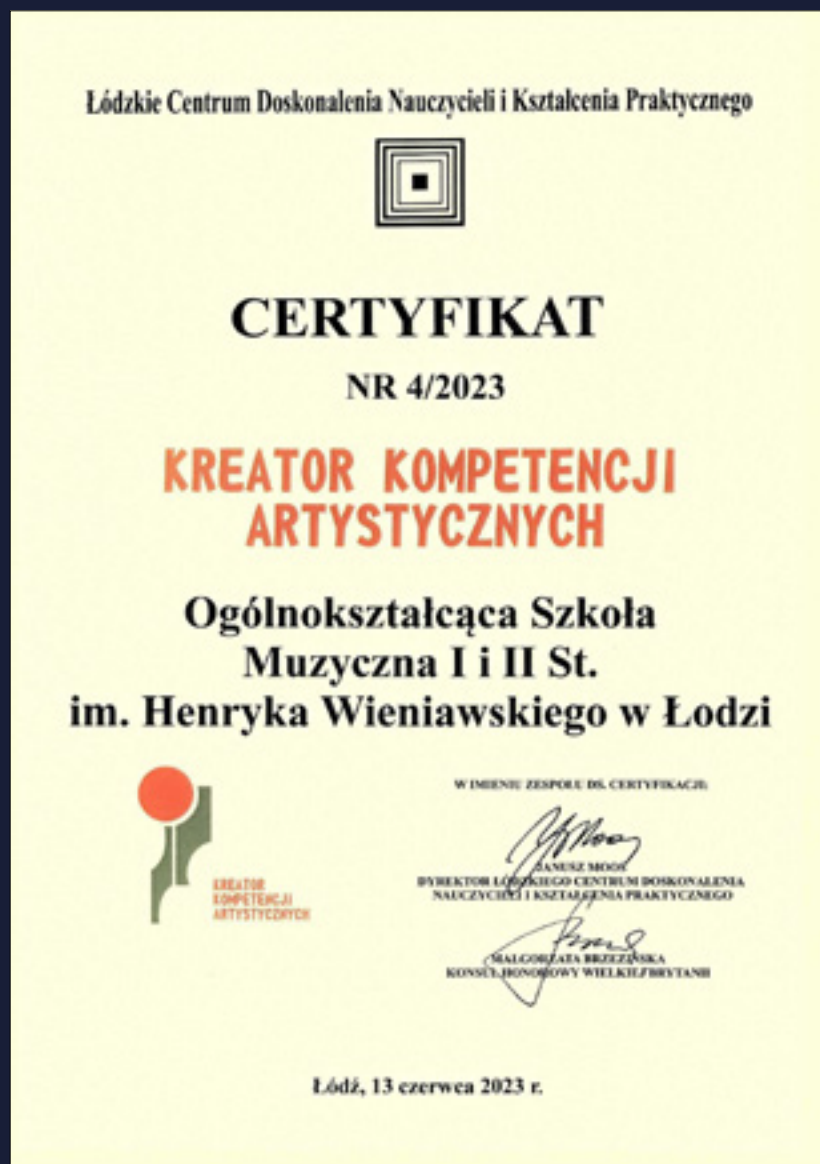 Łódzkie Centrum Doskonalenia Nauczycieli i Kształcenia Praktycznego
CERTYFIKAT
NR 4/2023
KREATOR KOMPETENCJI
ARTYSTYCZNYCH
Ogólnokształcąca Szkoła
Muzyczna I i II St.
im. Henryka Wieniawskiego w Łodzi
KREATOR
KOMPETENCJI
ARTYSTYCZNYCH
W IMIENIU ZESPOŁU DS. CERTYFIKACJI:
JANUSZ MOOS
DYREKTOR ŁÓDZKIEGO CENTRUM DOSKONALENIA
NAUCZYCIELI I KSZTAŁCENIA PRAKTYCZNEGO
MAŁGORZATA BRZEZIŃSKA
KONSUL HONOROWY WIELKIEJ BRYTANII
Łódź, 13 czerwca 2023 r.